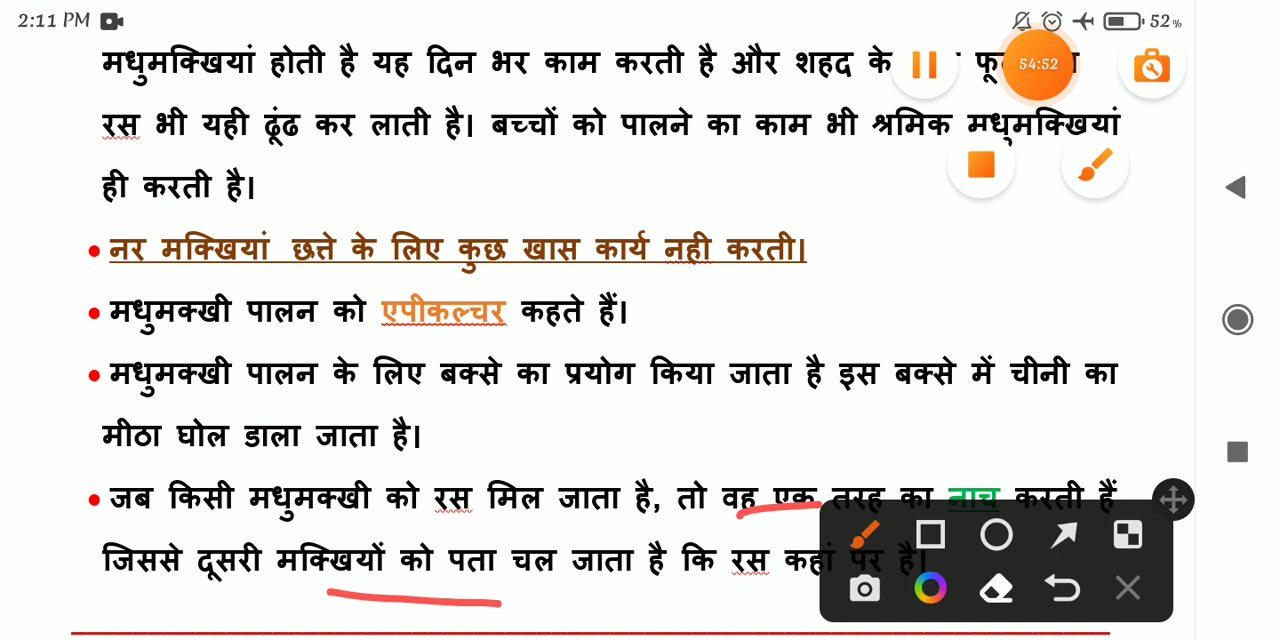 2:11 PM 52%
मधुमक्खियां होती है यह दिन भर काम करती है और शहद के
54:52
रस भी यही ढूंढ कर लाती है। बच्चों को पालने का काम भी श्रमिक मधुमक्खियां
ही करती है।
• नर मक्खियां छत्ते के लिए कुछ खास कार्य नही करती।
• मधुमक्खी पालन को एपीकल्चर कहते हैं।
• मधुमक्खी पालन के लिए बक्से का प्रयोग किया जाता है इस बक्से में चीनी का
मीठा घोल डाला जाता है।
• जब किसी मधुमक्खी को रस मिल जाता है, तो वह एक तरह का नाच करती हैं
जिससे दूसरी मक्खियों को पता चल जाता है कि रस कहां पर है।